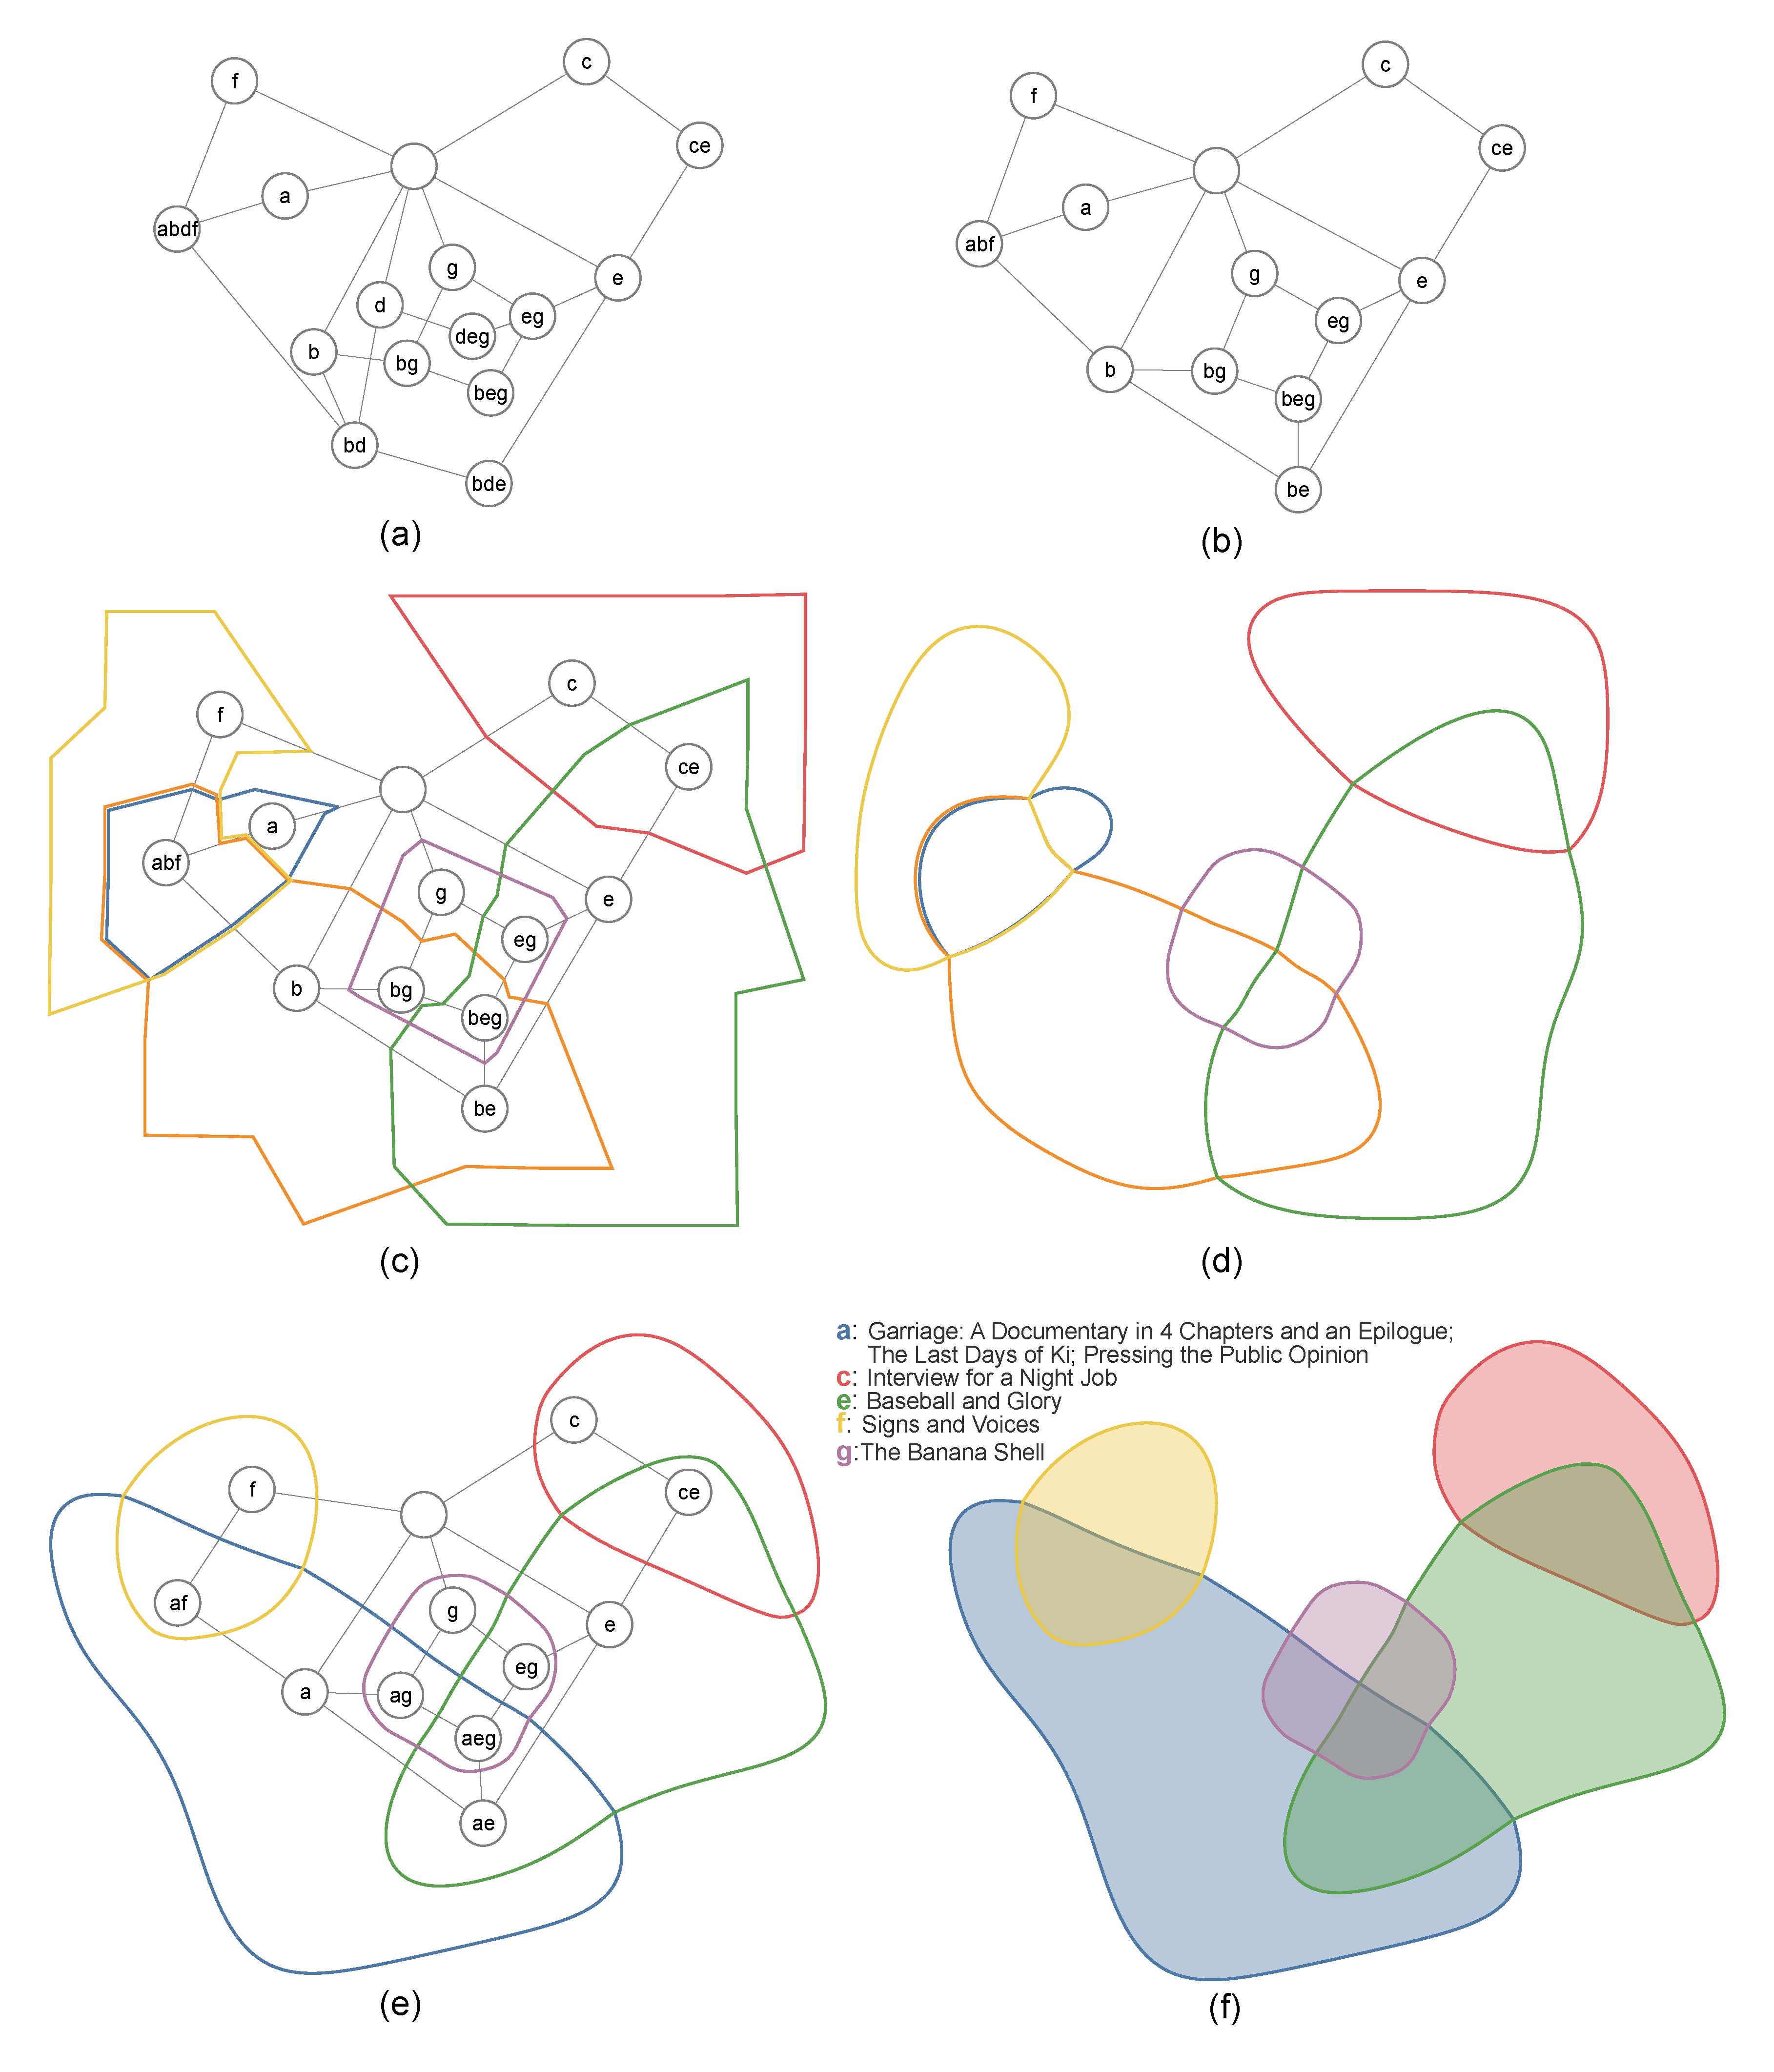 f
c
ce
a
abdf
g
e
d
eg
deg
b
bg
beg
bd
bde
(a)
c
f
ce
a
abf
g
e
eg
b
bg
beg
be
(b)
c
f
ce
a
abf
g
e
eg
b
bg
beg
be
(c)
(d)
a: Garriage: A Documentary in 4 Chapters and an Epilogue;
The Last Days of Ki; Pressing the Public Opinion
c: Interview for a Night Job
e: Baseball and Glory
f: Signs and Voices
g:The Banana Shell
c
f
ce
af
g
e
eg
a
ag
aeg
ae
(e)
(f)